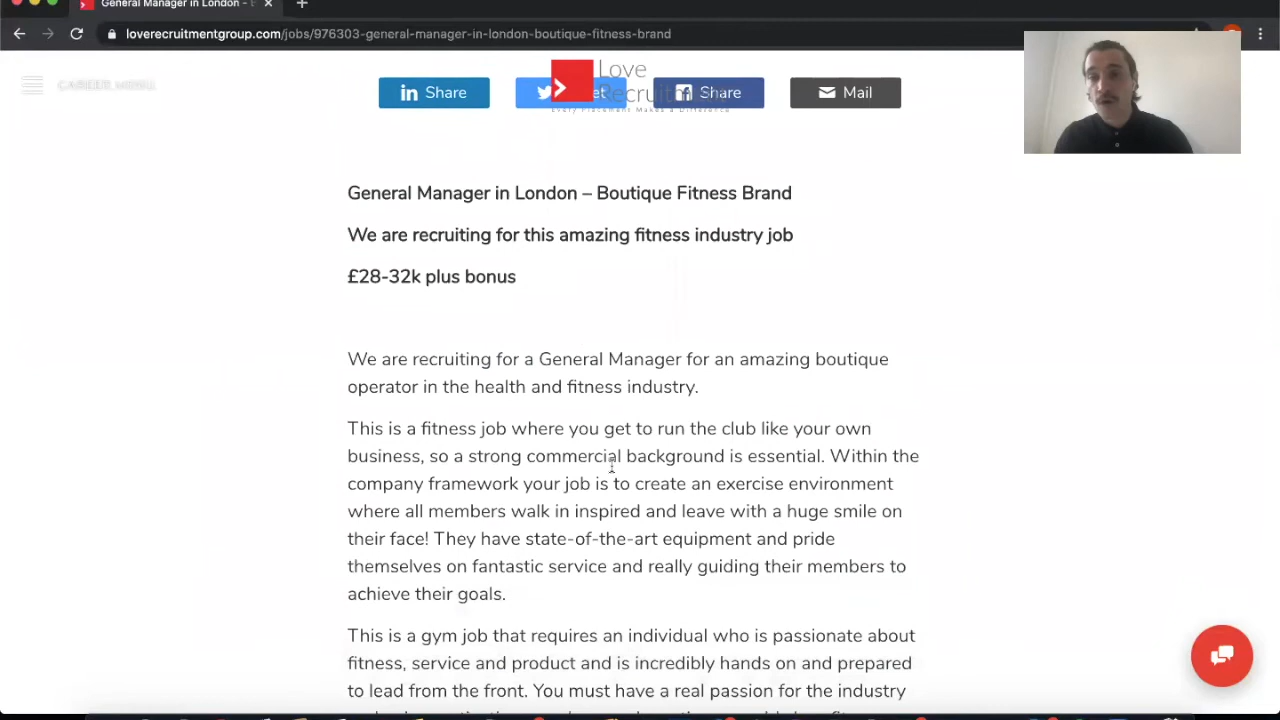 General Manager in London -
loverecruitmentgroup.com/jobs/976303-general-manager-in-london-boutique-fitness-brand
CAREER MENU
Share
Share
Mail
Love
Recruitment
Every Placement Makes a Difference
General Manager in London – Boutique Fitness Brand
We are recruiting for this amazing fitness industry job
£28-32k plus bonus
We are recruiting for a General Manager for an amazing boutique
operator in the health and fitness industry.
This is a fitness job where you get to run the club like your own
business, so a strong commercial background is essential. Within the
company framework your job is to create an exercise environment
where all members walk in inspired and leave with a huge smile on
their face! They have state-of-the-art equipment and pride
themselves on fantastic service and really guiding their members to
achieve their goals.
This is a gym job that requires an individual who is passionate about
fitness, service and product and is incredibly hands on and prepared
to lead from the front. You must have a real passion for the industry